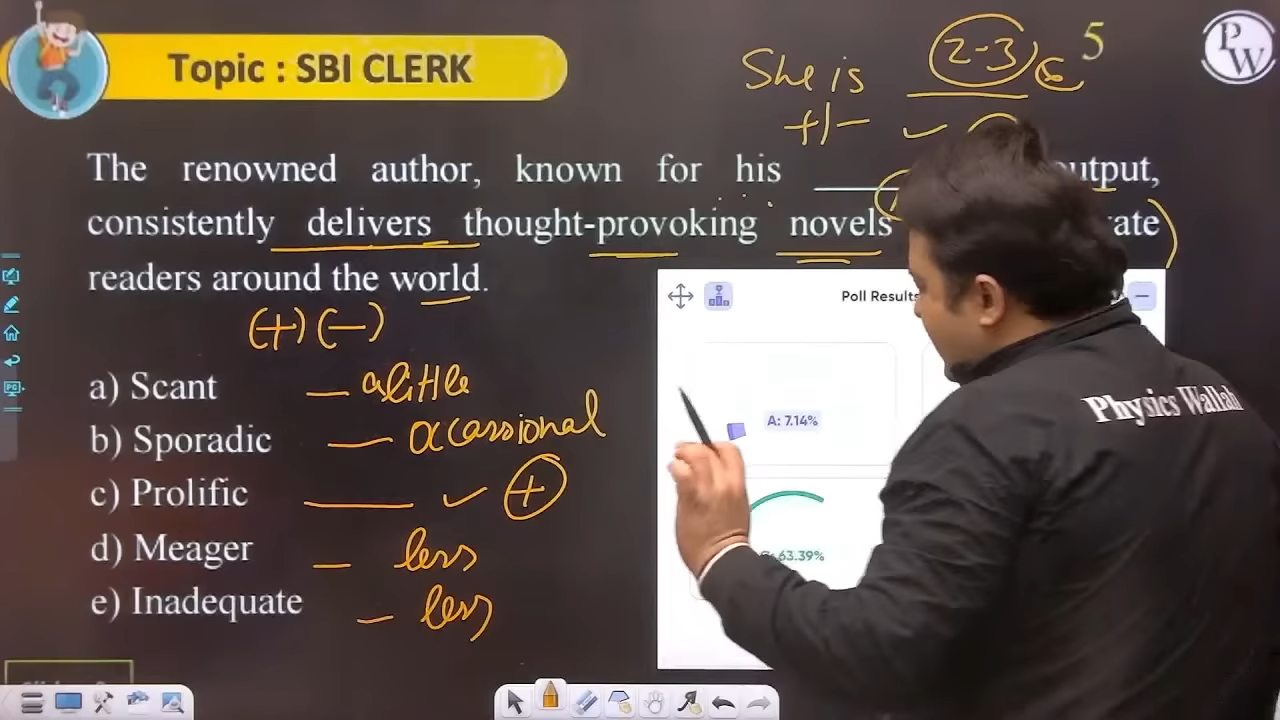 Topic : SBI CLERK
She is 2-3 5
+/-
PW
The renowned author, known for his ______ output,
consistently delivers thought-provoking novels
readers around the world.
(+) (-)
Poll Results
a) Scant — a little
b) Sporadic — ocassional
c) Prolific — ✓ (+)
d) Meager — less
e) Inadequate — less
A: 7.14%
63.39%
Physics Wallah